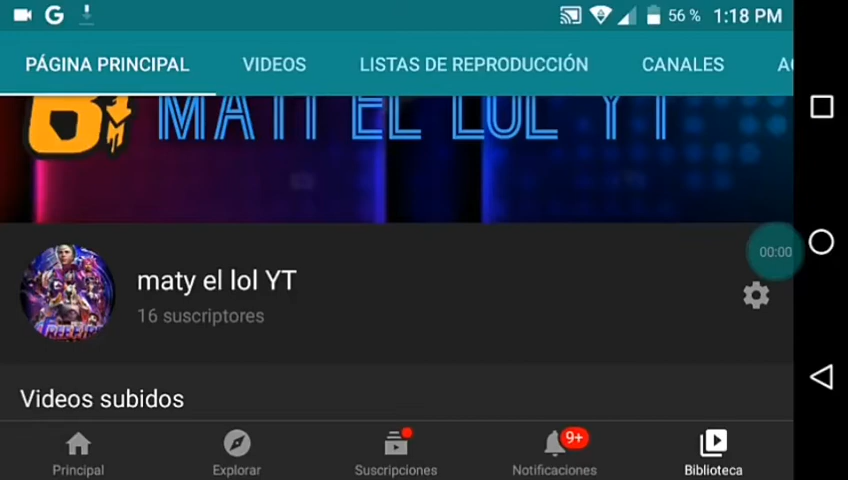 56 % 1:18 PM
PÁGINA PRINCIPAL VIDEOS LISTAS DE REPRODUCCIÓN CANALES
MATI EL LOL YT
maty el lol YT
00:00
16 suscriptores
Videos subidos
9+
Principal Explorar Suscripciones Notificaciones Biblioteca